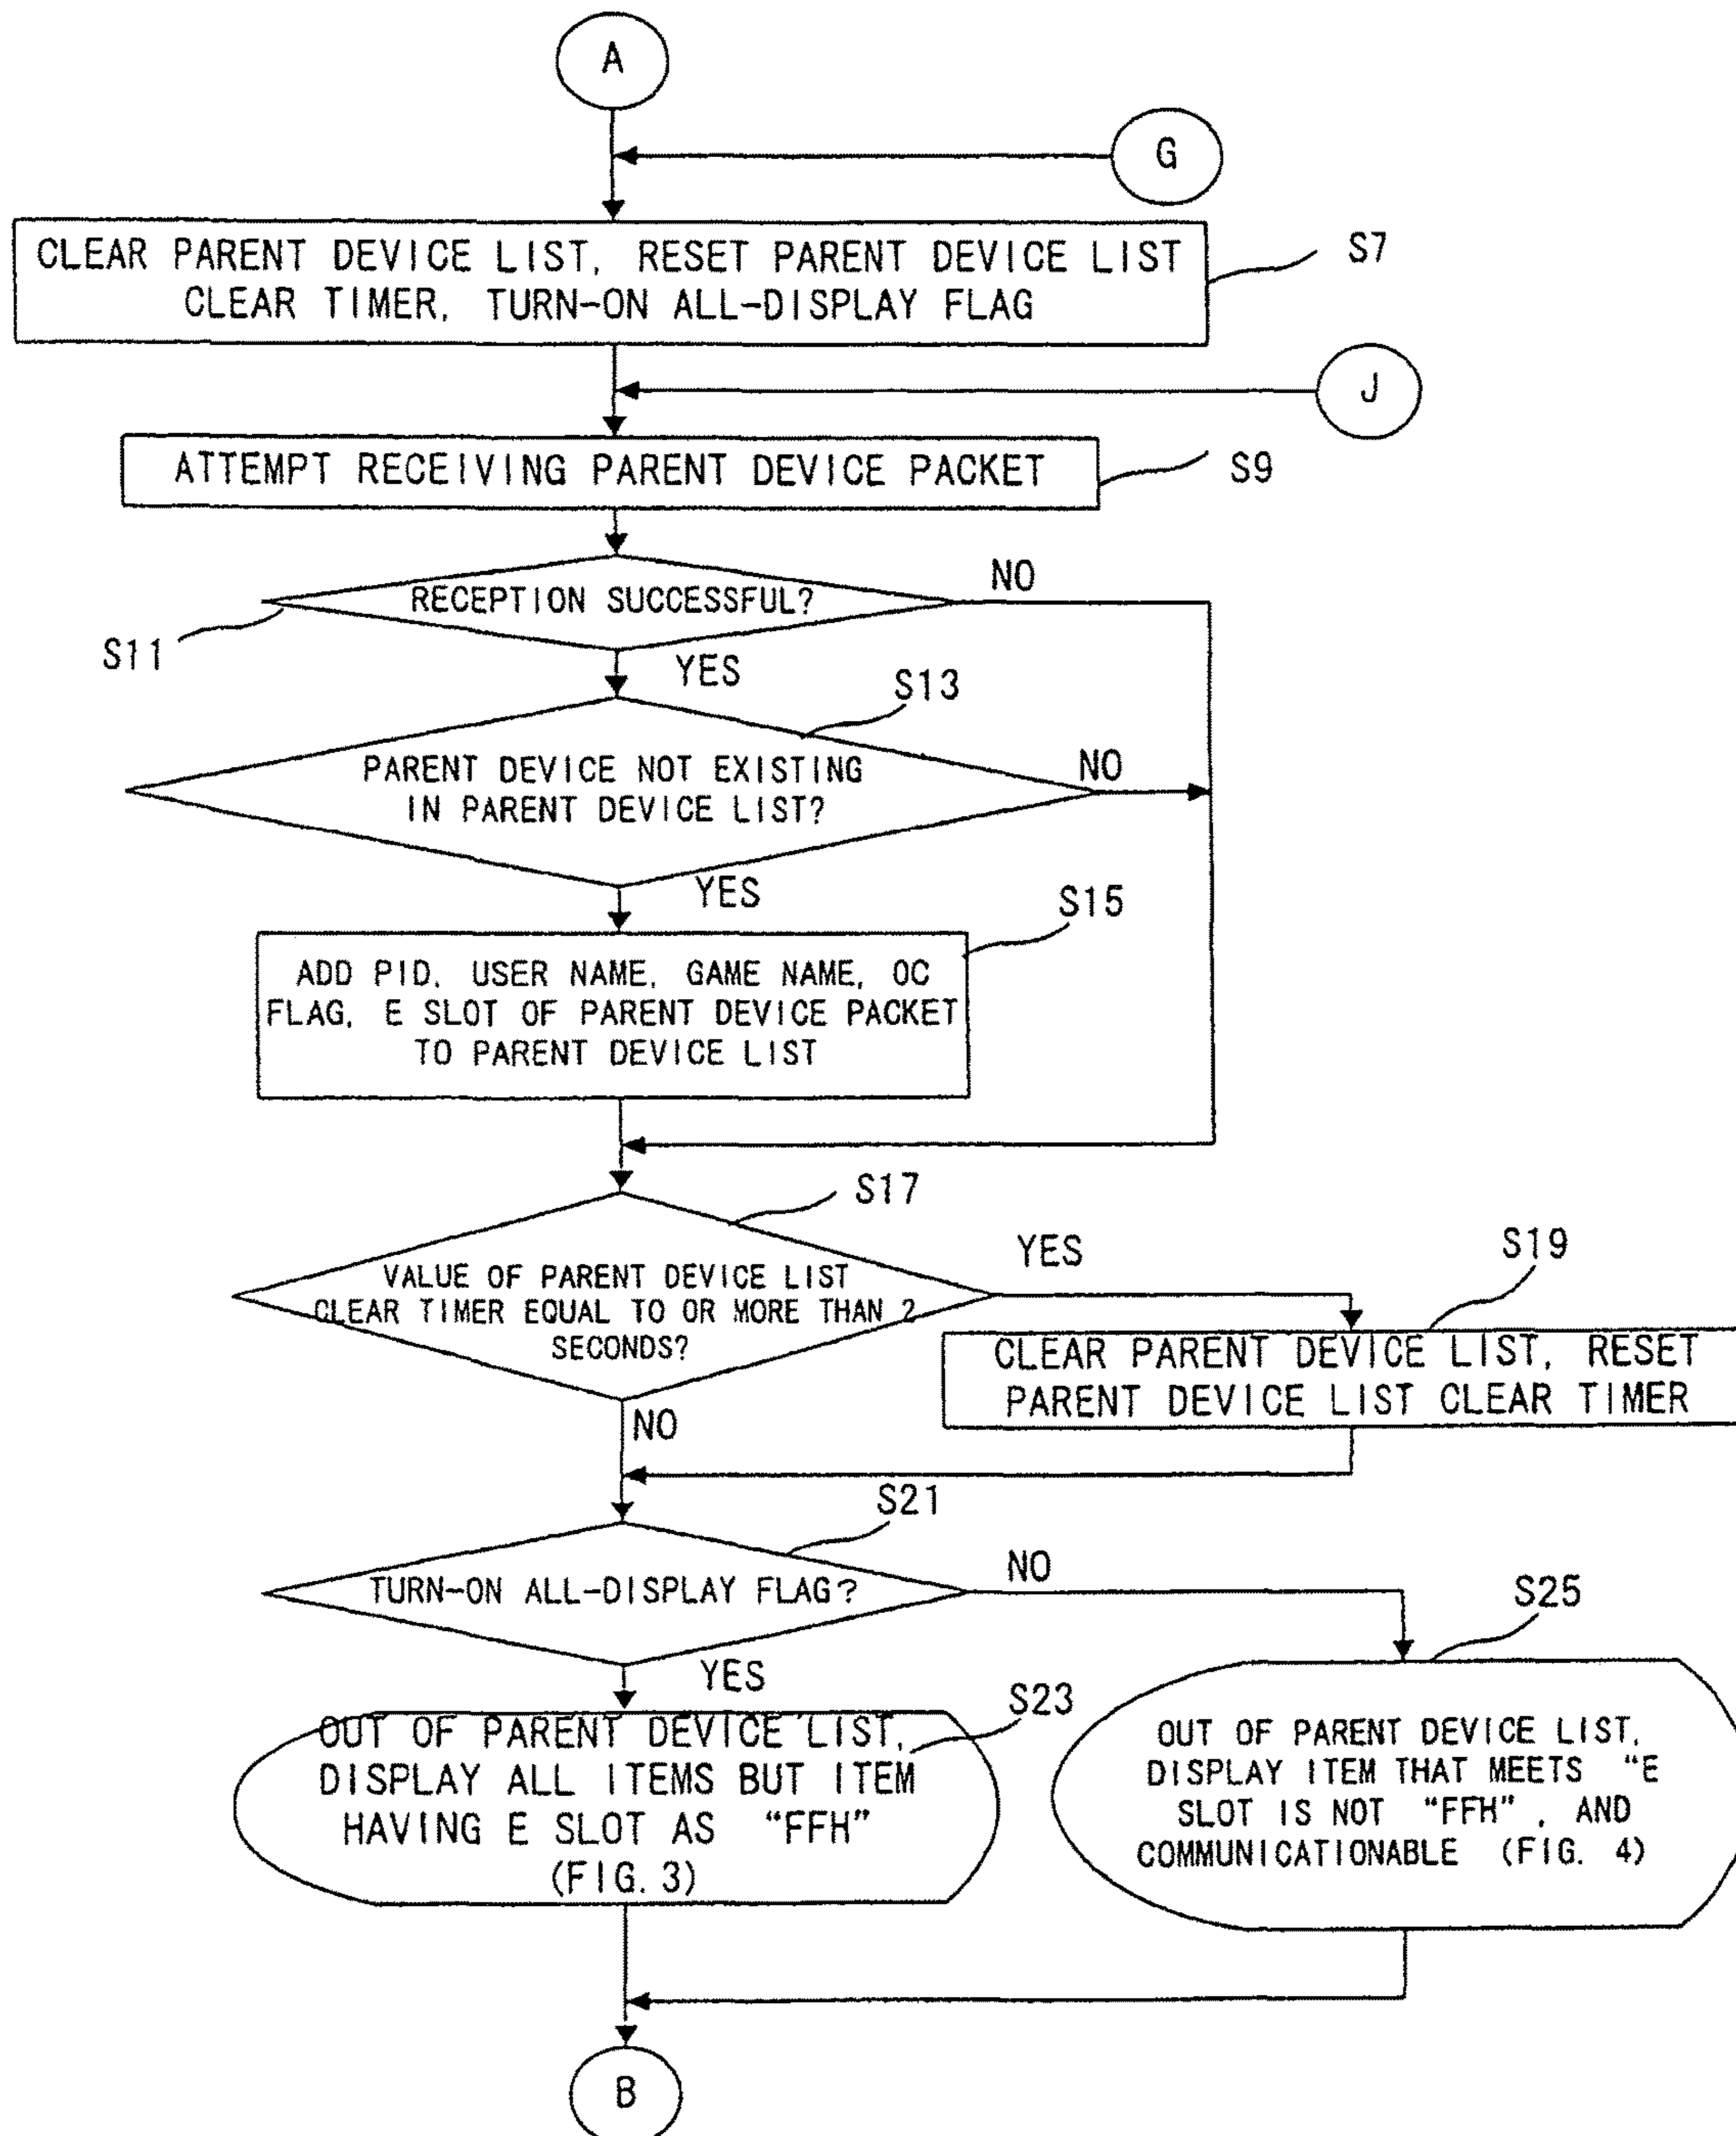 A
G
CLEAR PARENT DEVICE LIST, RESET PARENT DEVICE LIST
CLEAR TIMER, TURN-ON ALL-DISPLAY FLAG
S7
J
ATTEMPT RECEIVING PARENT DEVICE PACKET
S9
RECEPTION SUCCESSFUL?
NO
S11
YES
S13
PARENT DEVICE NOT EXISTING
IN PARENT DEVICE LIST?
NO
YES
S15
ADD PID, USER NAME, GAME NAME, OC
FLAG, E SLOT OF PARENT DEVICE PACKET
TO PARENT DEVICE LIST
S17
VALUE OF PARENT DEVICE LIST
CLEAR TIMER EQUAL TO OR MORE THAN 2
SECONDS?
YES
S19
CLEAR PARENT DEVICE LIST, RESET
PARENT DEVICE LIST CLEAR TIMER
NO
S21
TURN-ON ALL-DISPLAY FLAG?
NO
YES
S23
OUT OF PARENT DEVICE LIST,
DISPLAY ALL ITEMS BUT ITEM
HAVING E SLOT AS “FFH”
(FIG. 3)
S25
OUT OF PARENT DEVICE LIST,
DISPLAY ITEM THAT MEETS “E
SLOT IS NOT “FFH”, AND
COMMUNICATIONABLE (FIG. 4)
B